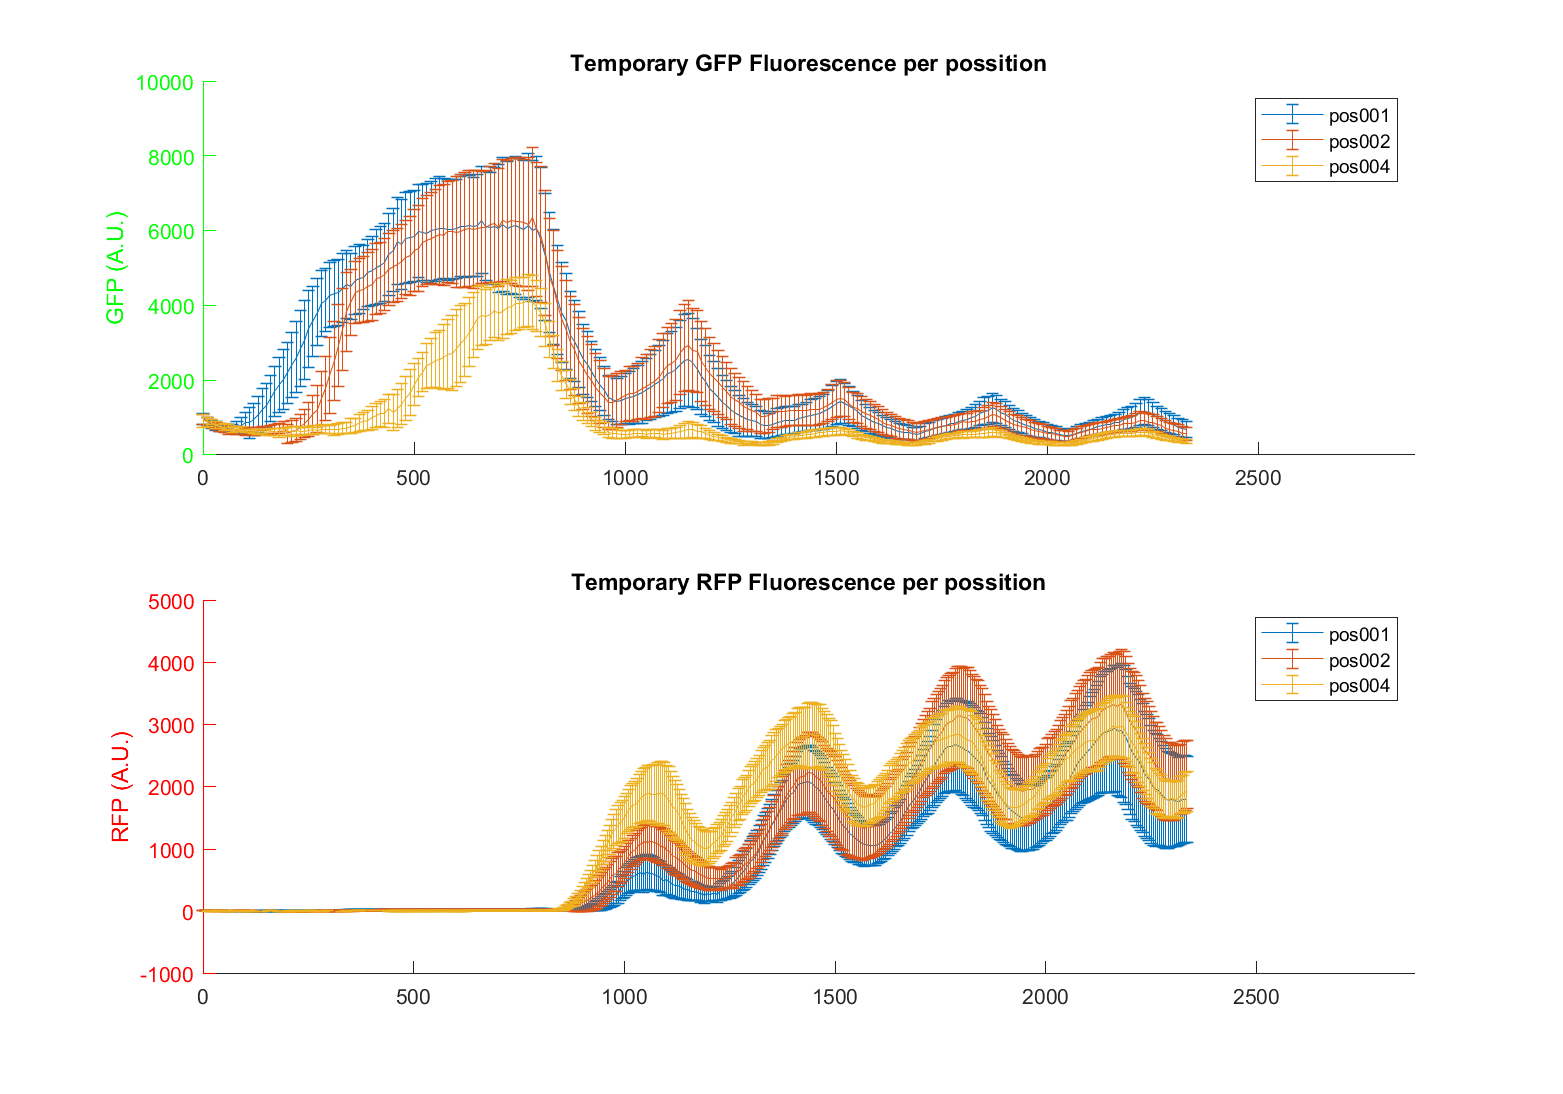 Temporary GFP Fluorescence per possition
10000
8000
6000
4000
2000
0
GFP (A.U.)
pos001
pos002
pos004
0 500 1000 1500 2000 2500
Temporary RFP Fluorescence per possition
5000
4000
3000
2000
1000
0
-1000
RFP (A.U.)
pos001
pos002
pos004
0 500 1000 1500 2000 2500